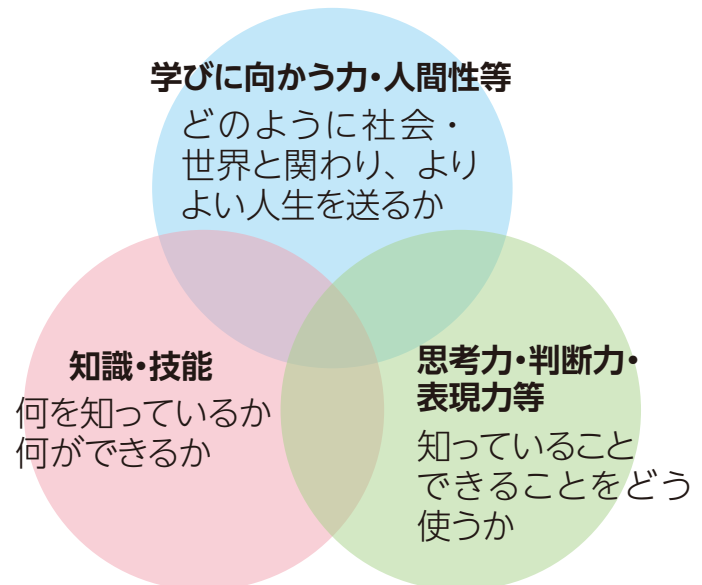 学びに向かう力・人間性等
どのように社会・
世界と関わり、より
よい人生を送るか
知識・技能
何を知っているか
何ができるか
思考力・判断力・
表現力等
知っていること
できることをどう
使うか